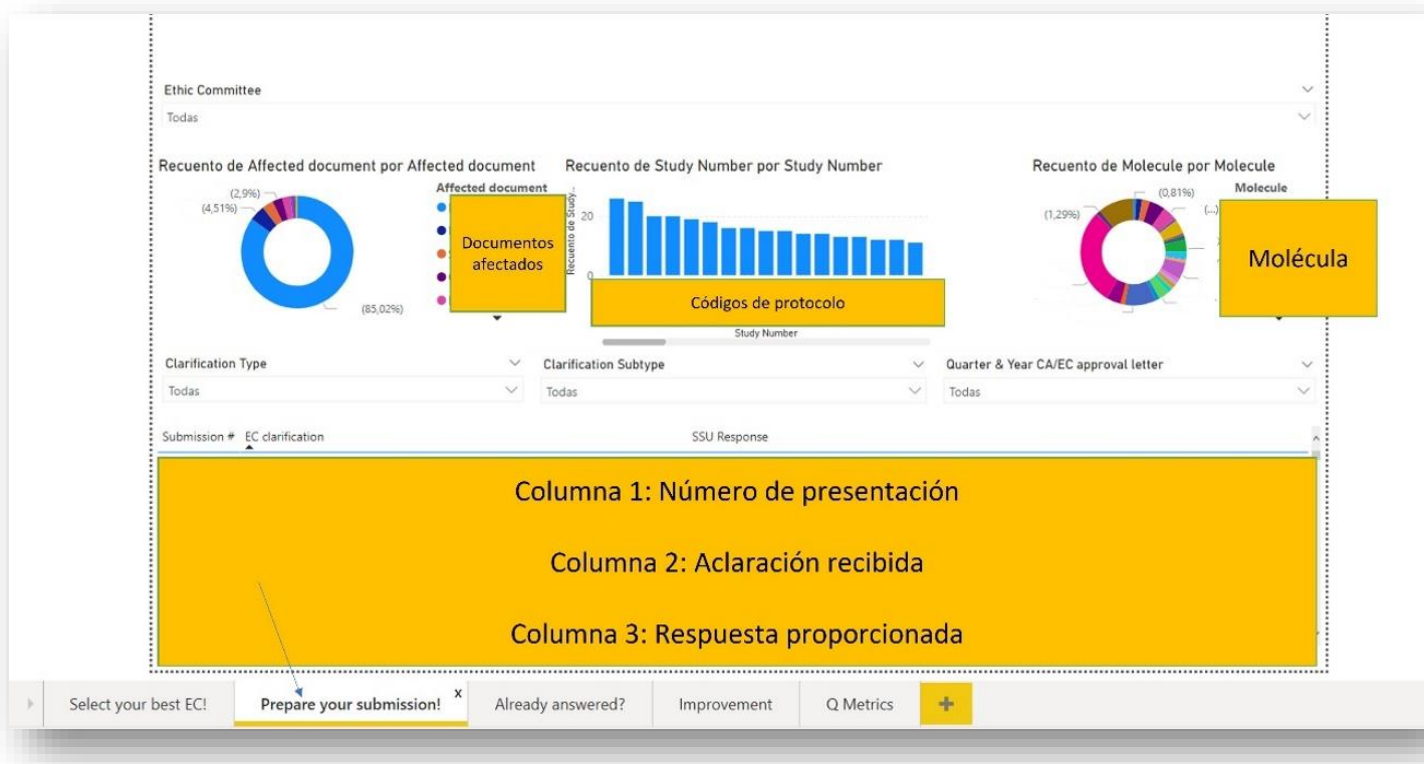 Ethic Committee
Todas
Recuento de Affected document por Affected document
(2,9%)
(4,51%)
(85,02%)
Affected document
Documentos
afectados
Recuento de Study Number por Study Number
Recuento de Study...
20
0
Códigos de protocolo
Study Number
Recuento de Molecule por Molecule
(0,81%)
(1,29%)
Molecule
(...)
Molécula
Clarification Type
Todas
Clarification Subtype
Todas
Quarter & Year CA/EC approval letter
Todas
Submission # EC clarification SSU Response
Columna 1: Número de presentación
Columna 2: Aclaración recibida
Columna 3: Respuesta proporcionada
Select your best EC! Prepare your submission! x Already answered? Improvement Q Metrics +